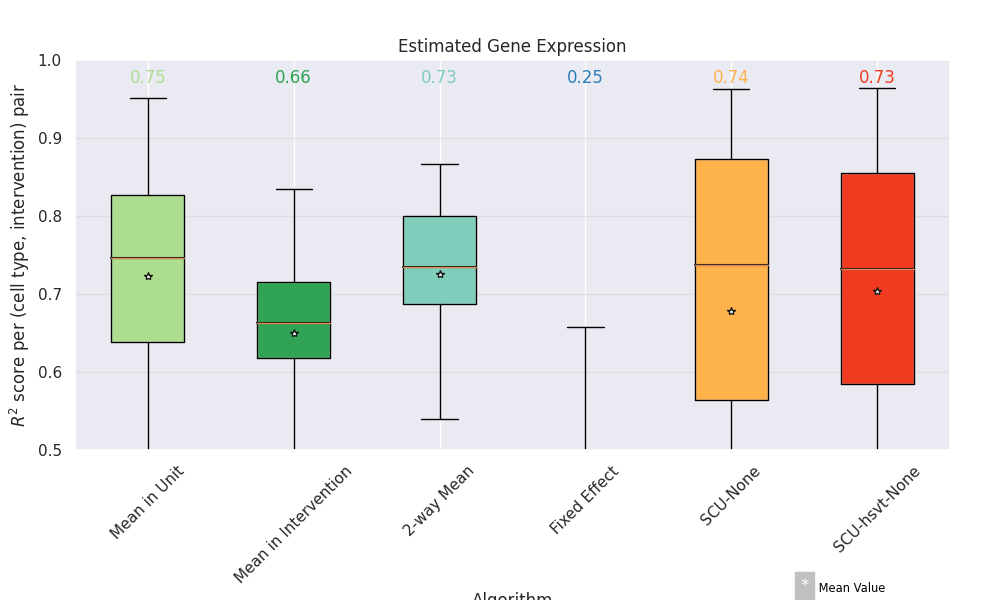 Estimated Gene Expression
R² score per (cell type, intervention) pair
1.0
0.9
0.8
0.7
0.6
0.5
0.75
0.66
0.73
0.25
0.74
0.73
Mean in Unit
Mean in Intervention
2-way Mean
Fixed Effect
SCU-None
SCU-hsvt-None
Algorithm
* Mean Value